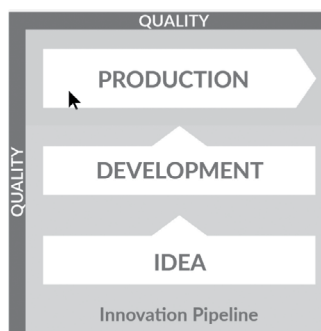 QUALITY
QUALITY
PRODUCTION
DEVELOPMENT
IDEA
Innovation Pipeline